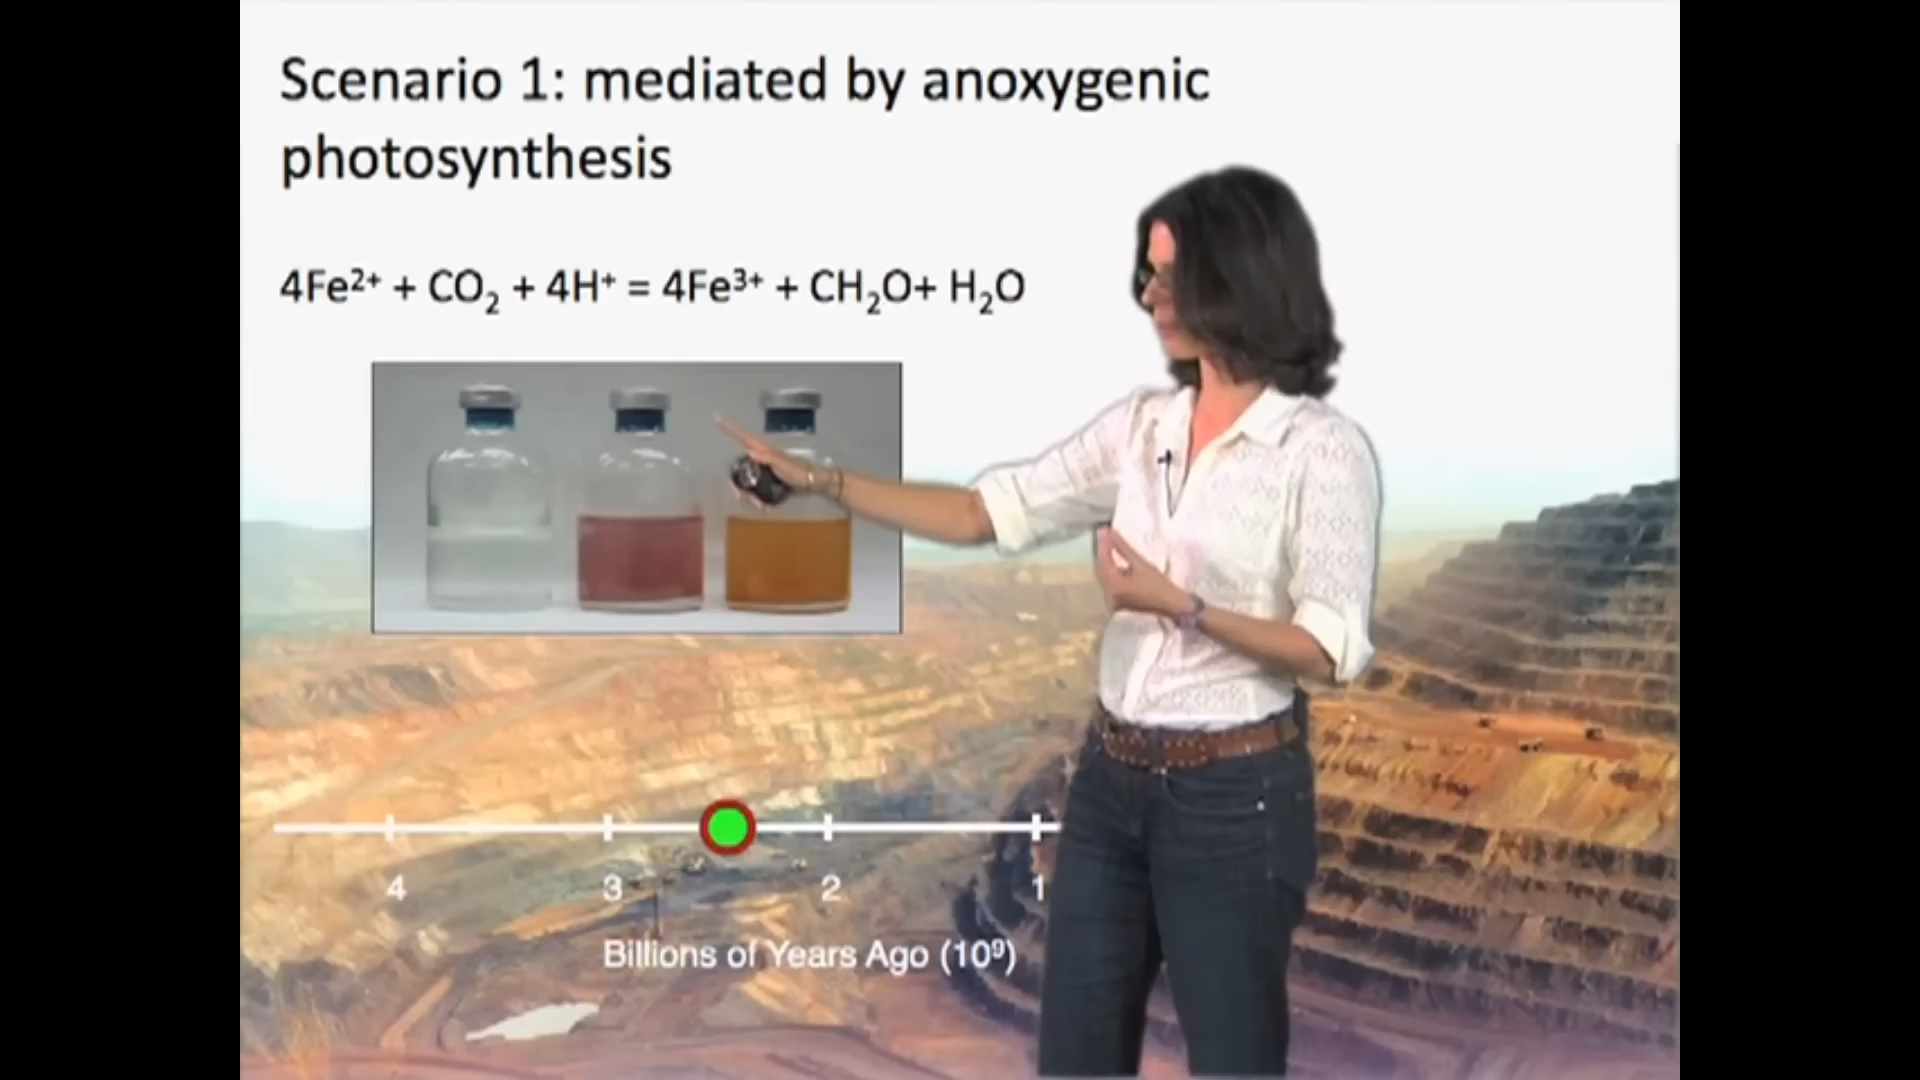 Scenario 1: mediated by anoxygenic
photosynthesis
4Fe²⁺ + CO₂ + 4H⁺ = 4Fe³⁺ + CH₂O+ H₂O
4 3 2 1
Billions of Years Ago (10⁹)